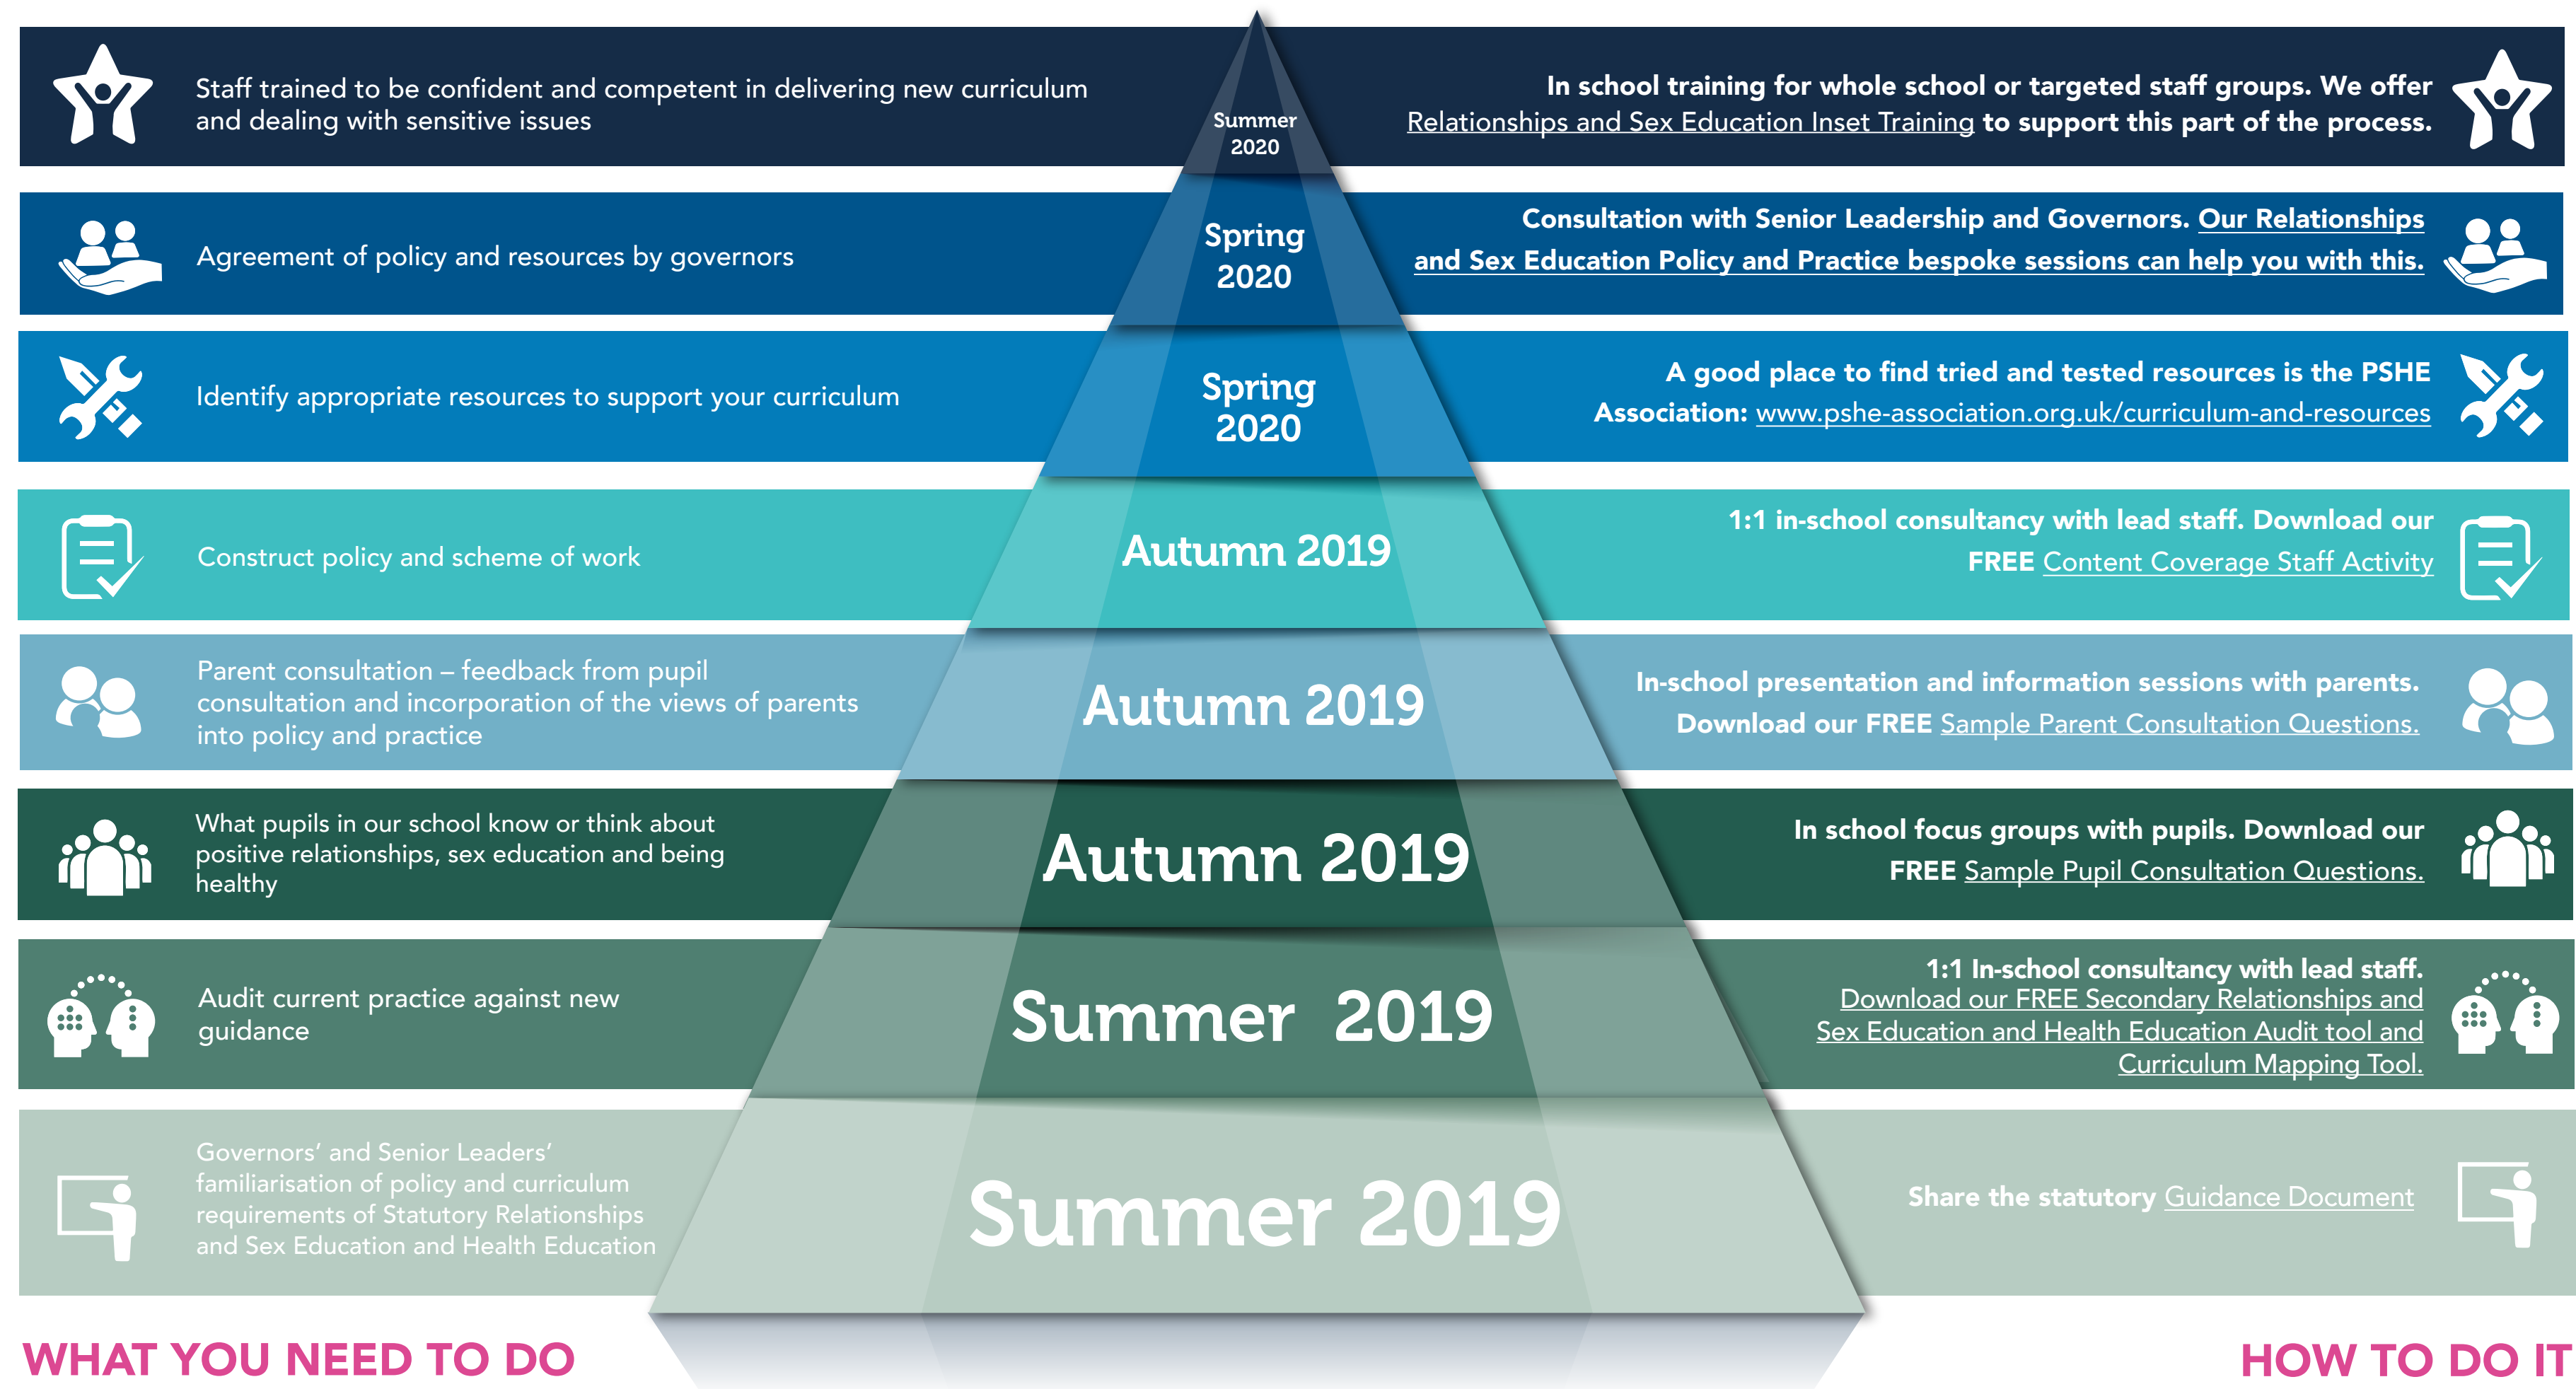 Staff trained to be confident and competent in delivering new curriculum
and dealing with sensitive issues
Summer
2020
In school training for whole school or targeted staff groups. We offer
Relationships and Sex Education Inset Training to support this part of the process.
Agreement of policy and resources by governors
Spring
2020
Consultation with Senior Leadership and Governors. Our Relationships
and Sex Education Policy and Practice bespoke sessions can help you with this.
Identify appropriate resources to support your curriculum
Spring
2020
A good place to find tried and tested resources is the PSHE
Association: www.pshe-association.org.uk/curriculum-and-resources
Construct policy and scheme of work
Autumn 2019
1:1 in-school consultancy with lead staff. Download our
FREE Content Coverage Staff Activity
Parent consultation – feedback from pupil
consultation and incorporation of the views of parents
into policy and practice
Autumn 2019
In-school presentation and information sessions with parents.
Download our FREE Sample Parent Consultation Questions.
What pupils in our school know or think about
positive relationships, sex education and being
healthy
Autumn 2019
In school focus groups with pupils. Download our
FREE Sample Pupil Consultation Questions.
Audit current practice against new
guidance
Summer 2019
1:1 In-school consultancy with lead staff.
Download our FREE Secondary Relationships and
Sex Education and Health Education Audit tool and
Curriculum Mapping Tool.
Governors’ and Senior Leaders’
familiarisation of policy and curriculum
requirements of Statutory Relationships
and Sex Education and Health Education
Summer 2019
Share the statutory Guidance Document
WHAT YOU NEED TO DO
HOW TO DO IT